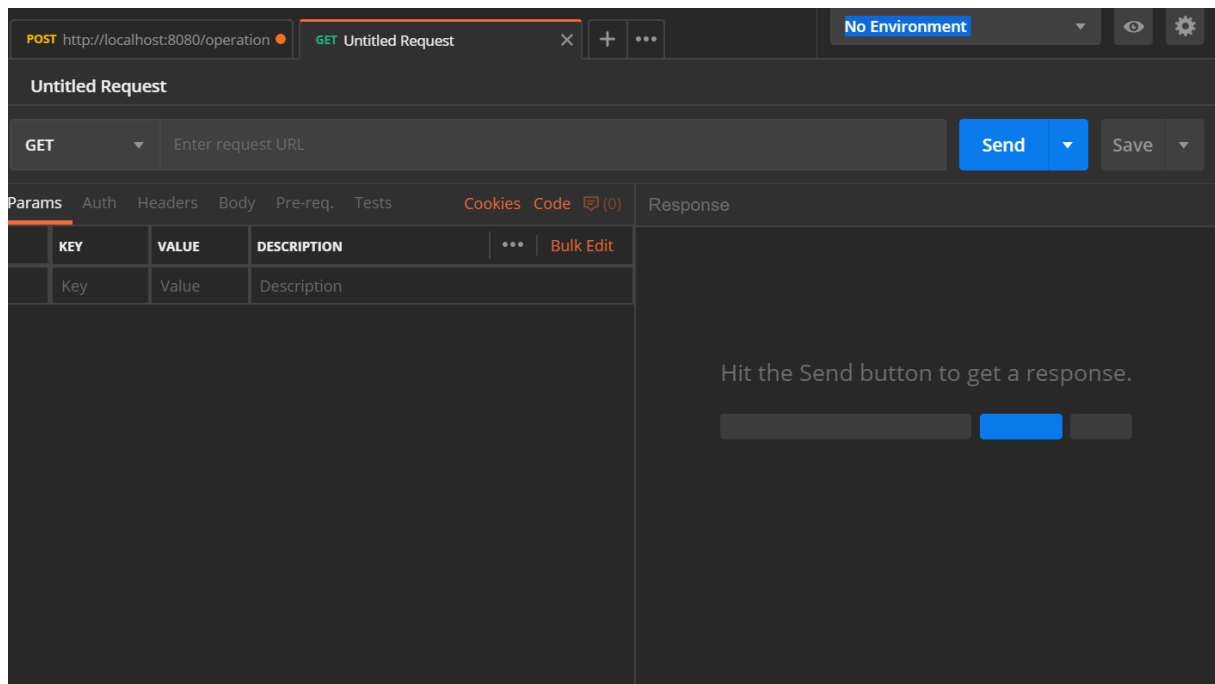 POST http://localhost:8080/operation GET Untitled Request No Environment
Untitled Request
GET Enter request URL Send Save
Params Auth Headers Body Pre-req. Tests Cookies Code (0) Response
KEY VALUE DESCRIPTION Bulk Edit
Key Value Description
Hit the Send button to get a response.